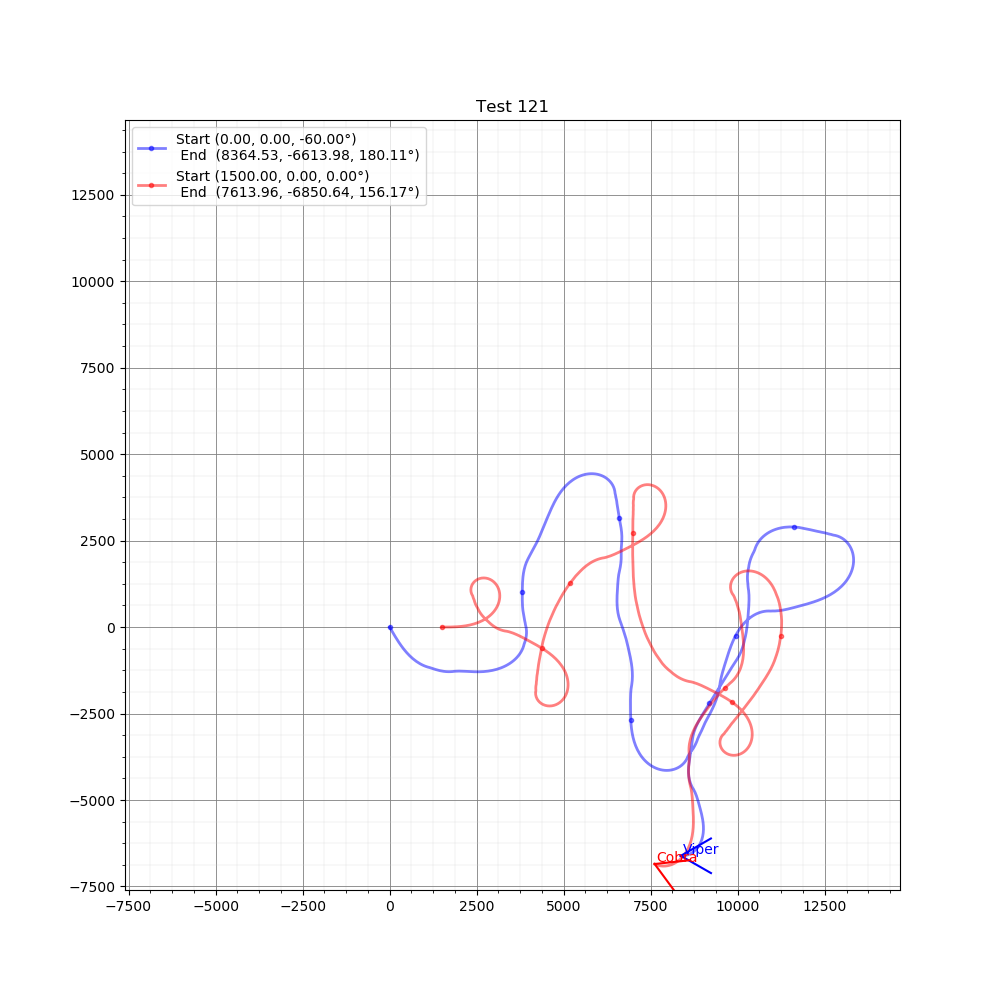 Test 121
Start (0.00, 0.00, -60.00°)
End  (8364.53, -6613.98, 180.11°)
Start (1500.00, 0.00, 0.00°)
End  (7613.96, -6850.64, 156.17°)
12500
10000
7500
5000
2500
0
−2500
−5000
−7500
Viper
Cobra
−7500 −5000 −2500 0 2500 5000 7500 10000 12500